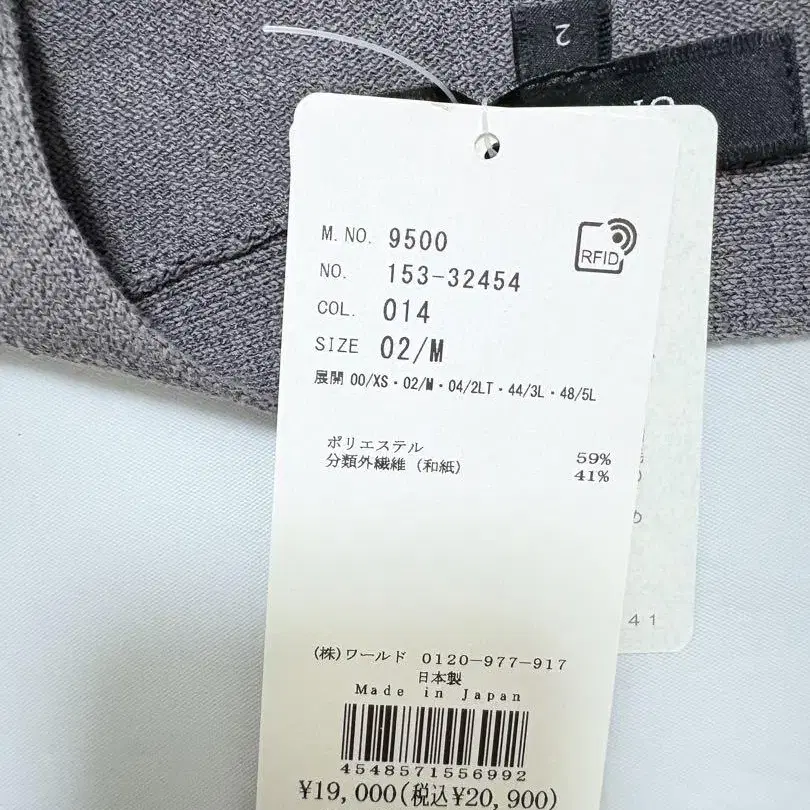 2
M. NO. 9500
RFID
NO. 153-32454
COL. 014
SIZE 02/M
展開 00/XS・02/M・04/2LT・44/3L・48/5L
ポリエステル 59%
分類外繊維 (和紙) 41%
め
41
(株)ワールド 0120-977-917
日本製
Made in Japan
4548571556992
¥19,000(税込¥20,900)